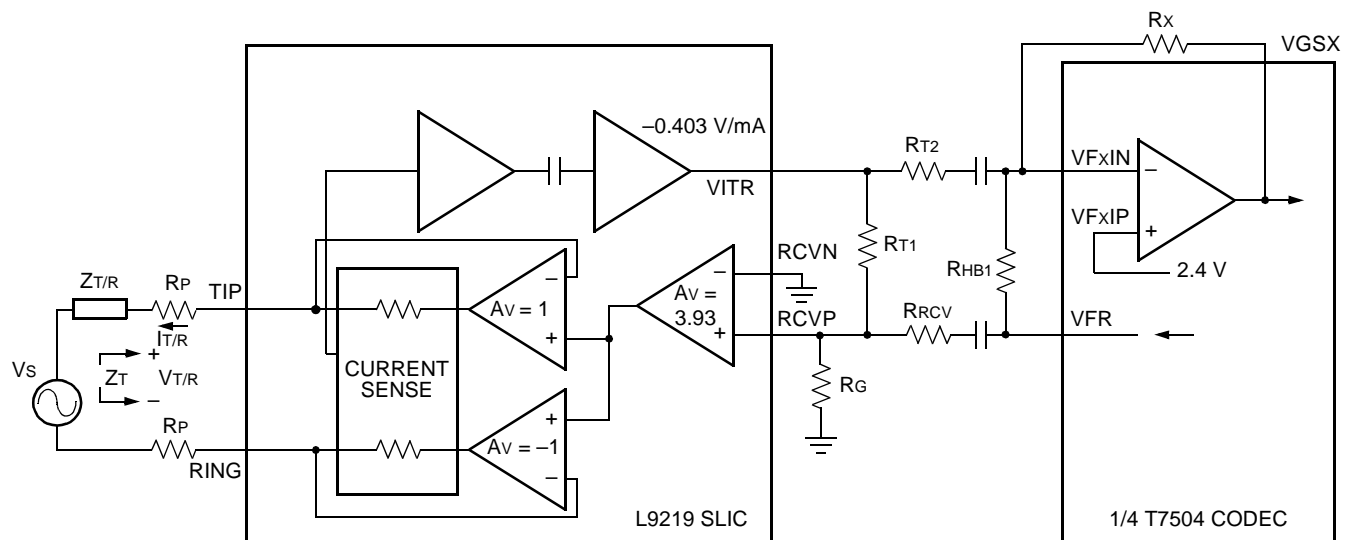 RX
VGSX
–0.403 V/mA
RT2
VFXIN
–
VITR
VFXIP
+
2.4 V
RCVN
–
RT1
RHB1
ZT/R
RP
TIP
–
AV = 1
+
AV =
3.93
+
RCVP
RRCV
VFR
IT/R
+
VS
ZT
VT/R
–
CURRENT
SENSE
RG
+
AV = –1
–
RP
RING
L9219 SLIC
1/4 T7504 CODEC